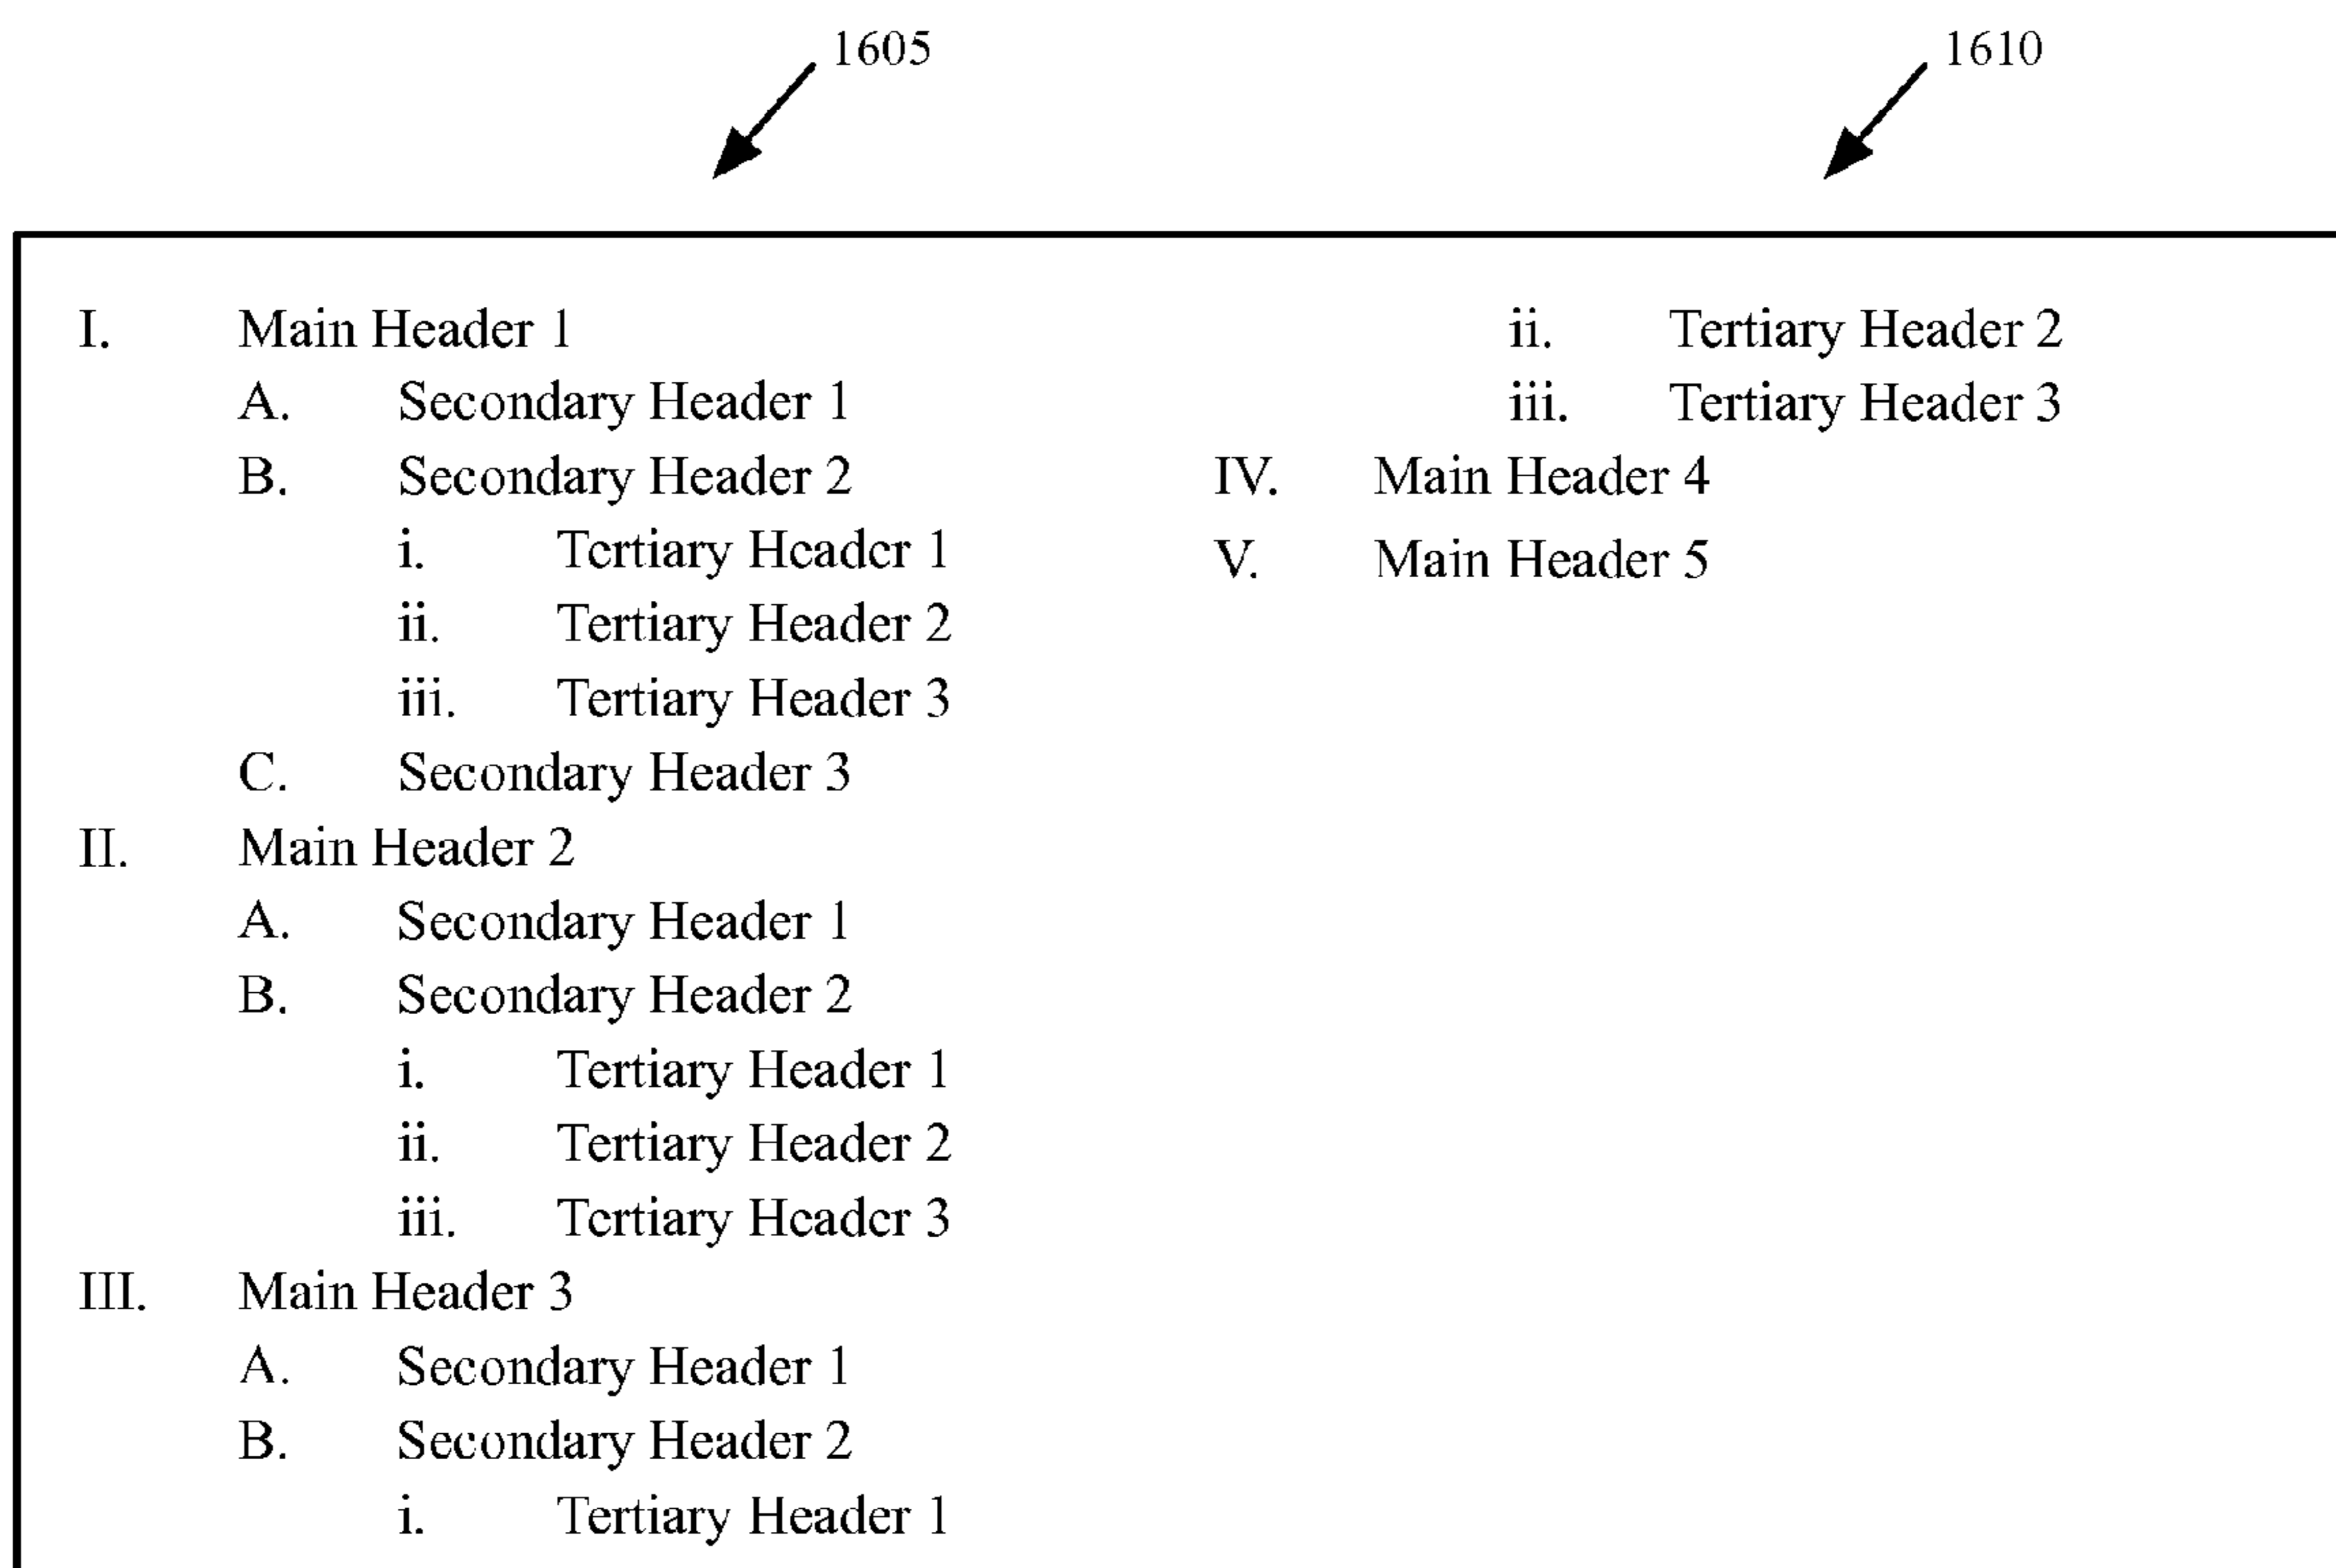 1605
1610
I. Main Header 1
A. Secondary Header 1
B. Secondary Header 2
i. Tertiary Header 1
ii. Tertiary Header 2
iii. Tertiary Header 3
C. Secondary Header 3
II. Main Header 2
A. Secondary Header 1
B. Secondary Header 2
i. Tertiary Header 1
ii. Tertiary Header 2
iii. Tertiary Header 3
III. Main Header 3
A. Secondary Header 1
B. Secondary Header 2
i. Tertiary Header 1
ii. Tertiary Header 2
iii. Tertiary Header 3
IV. Main Header 4
V. Main Header 5